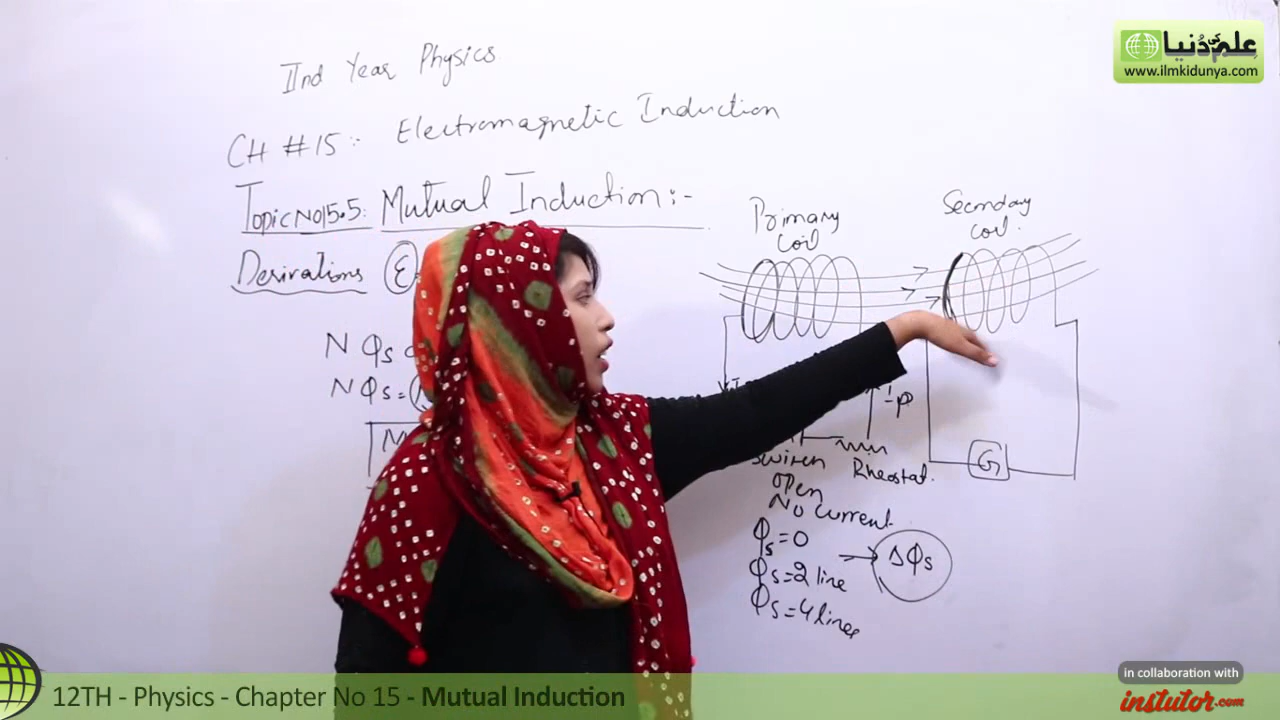 IInd Year Physics
CH # 15:- Electromagnetic Induction
Topic No 15.5: Mutual Induction:-
Derivations ε
N φs
N φs = (
M
Primary
coil
Secondary
coil
Switch
Rheostat.
open
No current
φs = 0
φs = 2 line
φs = 4 lines
Δφs
G
علم کی دُنیا
www.ilmkidunya.com
12TH - Physics - Chapter No 15 - Mutual Induction
in collaboration with
instutor.com